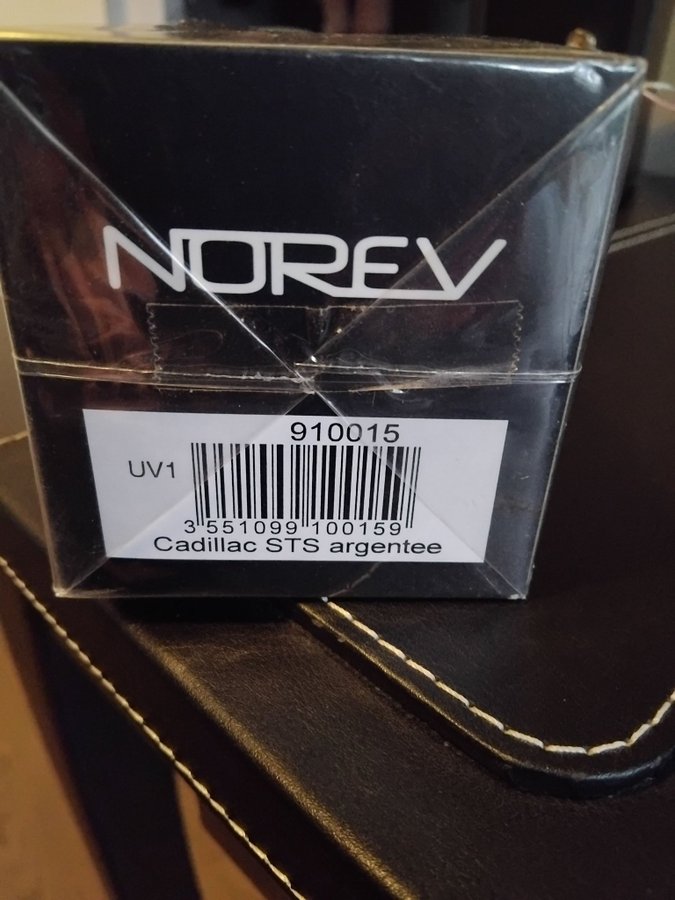 NOREV
910015
UV1
3 551099 100159
Cadillac STS argentee